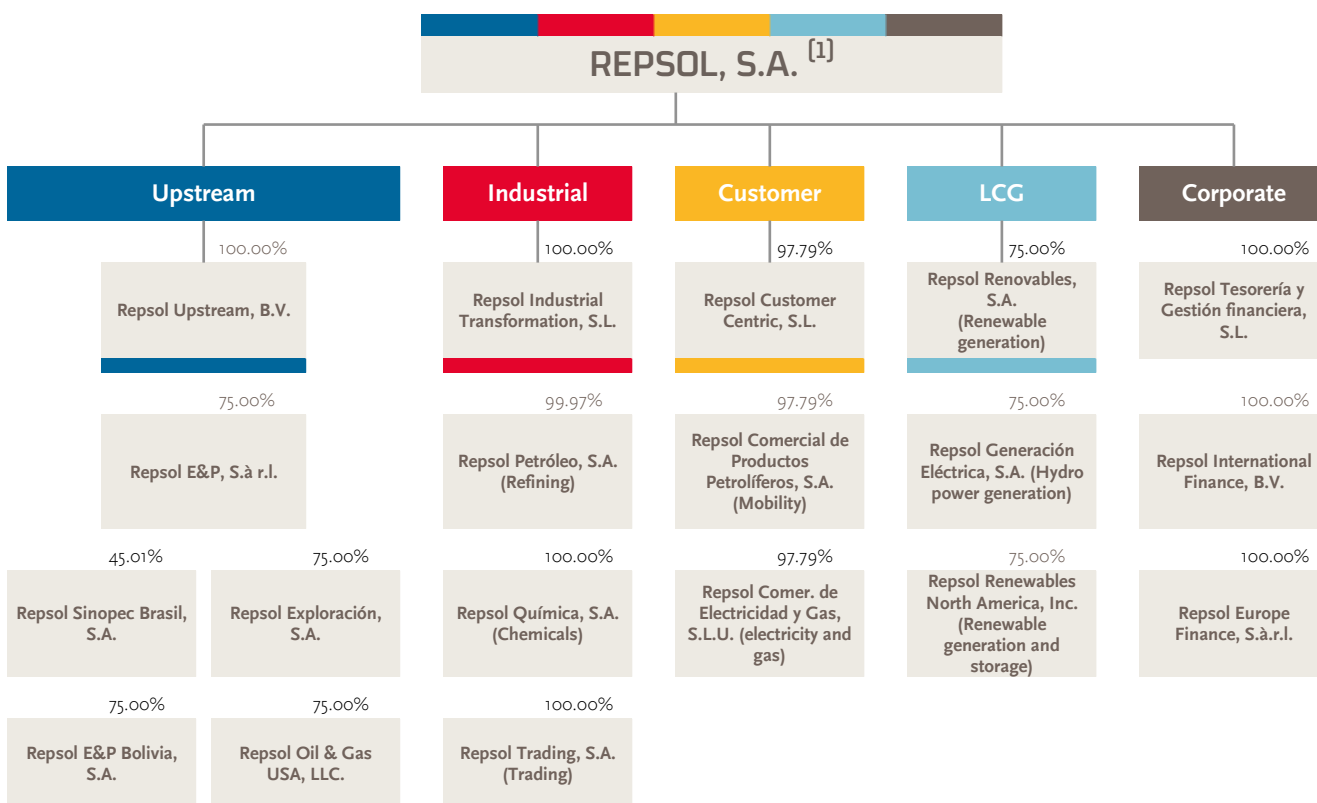 REPSOL, S.A. (1)
Upstream
Industrial
Customer
LCG
Corporate
100.00%
100.00%
97.79%
75.00%
100.00%
Repsol Upstream, B.V.
Repsol Industrial
Transformation, S.L.
Repsol Customer
Centric, S.L.
Repsol Renovables,
S.A.
(Renewable
generation)
Repsol Tesorería y
Gestión financiera,
S.L.
75.00%
99.97%
97.79%
75.00%
100.00%
Repsol E&P, S.à r.l.
Repsol Petróleo, S.A.
(Refining)
Repsol Comercial de
Productos
Petrolíferos, S.A.
(Mobility)
Repsol Generación
Eléctrica, S.A. (Hydro
power generation)
Repsol International
Finance, B.V.
45.01%
75.00%
100.00%
97.79%
75.00%
100.00%
Repsol Sinopec Brasil,
S.A.
Repsol Exploración,
S.A.
Repsol Química, S.A.
(Chemicals)
Repsol Comer. de
Electricidad y Gas,
S.L.U. (electricity and
gas)
Repsol Renewables
North America, Inc.
(Renewable
generation and
storage)
Repsol Europe
Finance, S.à.r.l.
75.00%
75.00%
100.00%
Repsol E&P Bolivia,
S.A.
Repsol Oil & Gas
USA, LLC.
Repsol Trading, S.A.
(Trading)